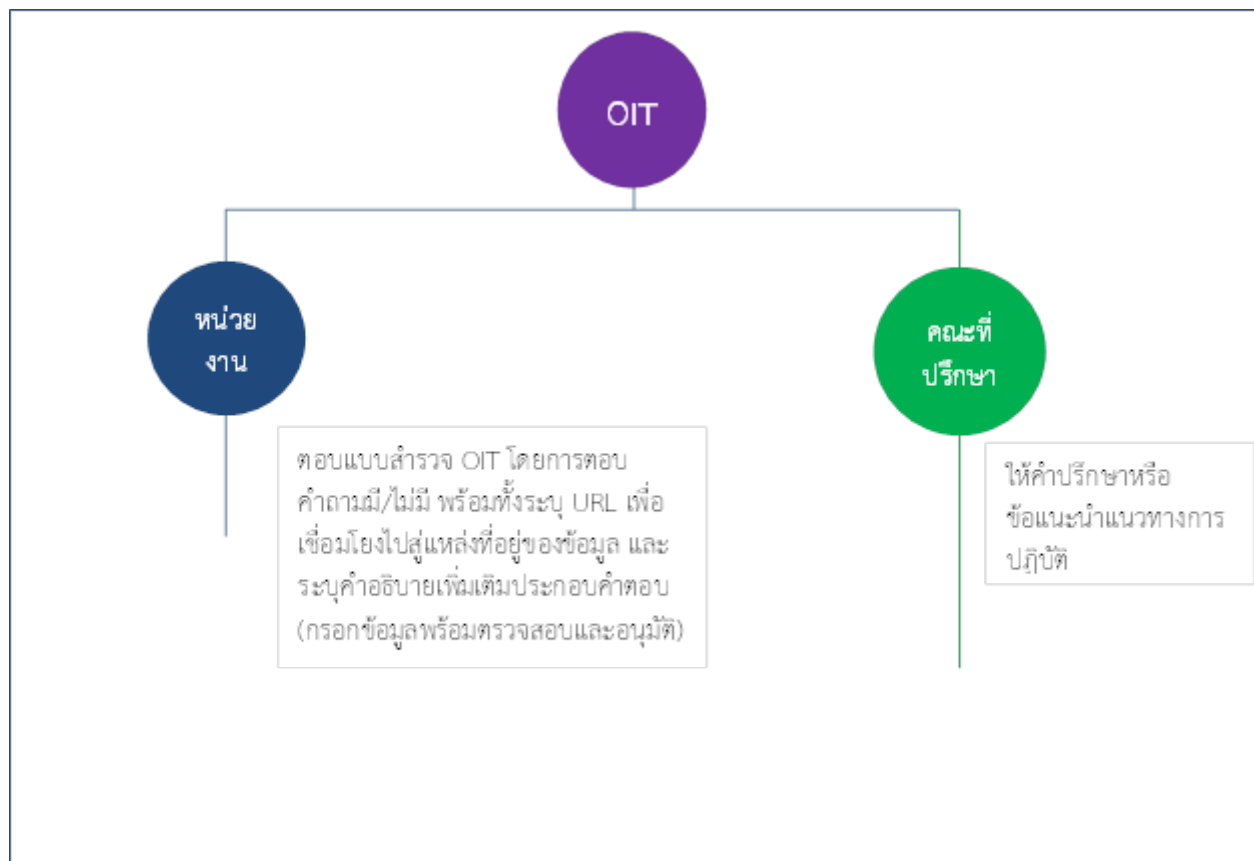 OIT
หน่วย
งาน
คณะที่
ปรึกษา
ตอบแบบสำรวจ OIT โดยการตอบ
คำถามมี/ไม่มี พร้อมทั้งระบุ URL เพื่อ
เชื่อมโยงไปสู่แหล่งที่อยู่ของข้อมูล และ
ระบุคำอธิบายเพิ่มเติมประกอบคำตอบ
(กรอกข้อมูลพร้อมตรวจสอบและอนุมัติ)
ให้คำปรึกษาหรือ
ข้อแนะนำแนวทางการ
ปฏิบัติ